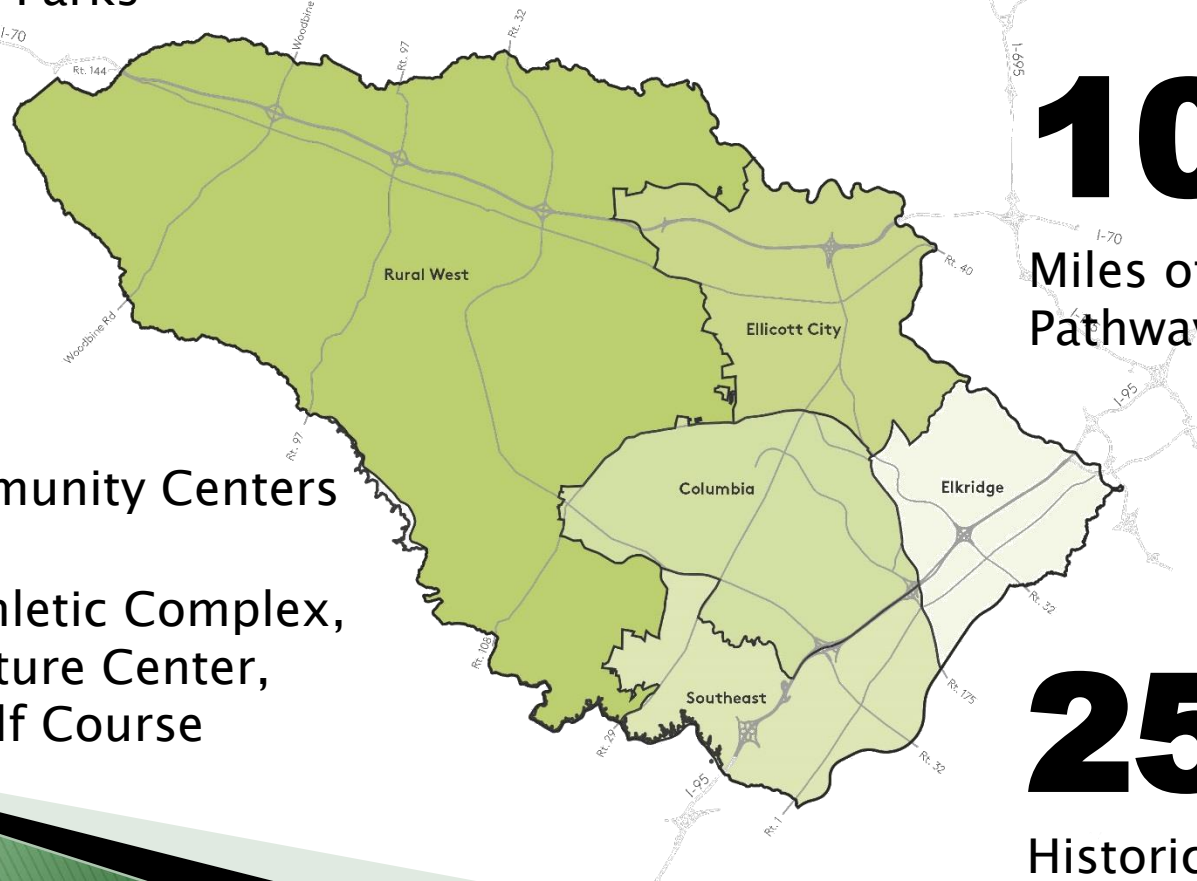 Parks
I-70
Rt. 144
Woodbine
Rt. 97
Rt. 32
I-695
10
I-70
Rt. 40
Miles of
Pathway
I-95
Rural West
Ellicott City
Woodbine Rd
Rt. 97
munity Centers
Columbia
Elkridge
hletic Complex,
ture Center,
lf Course
Rt. 108
Rt. 32
Southeast
Rt. 175
Rt. 29
Rt. 32
I-95
Rt. 1
25
Historic